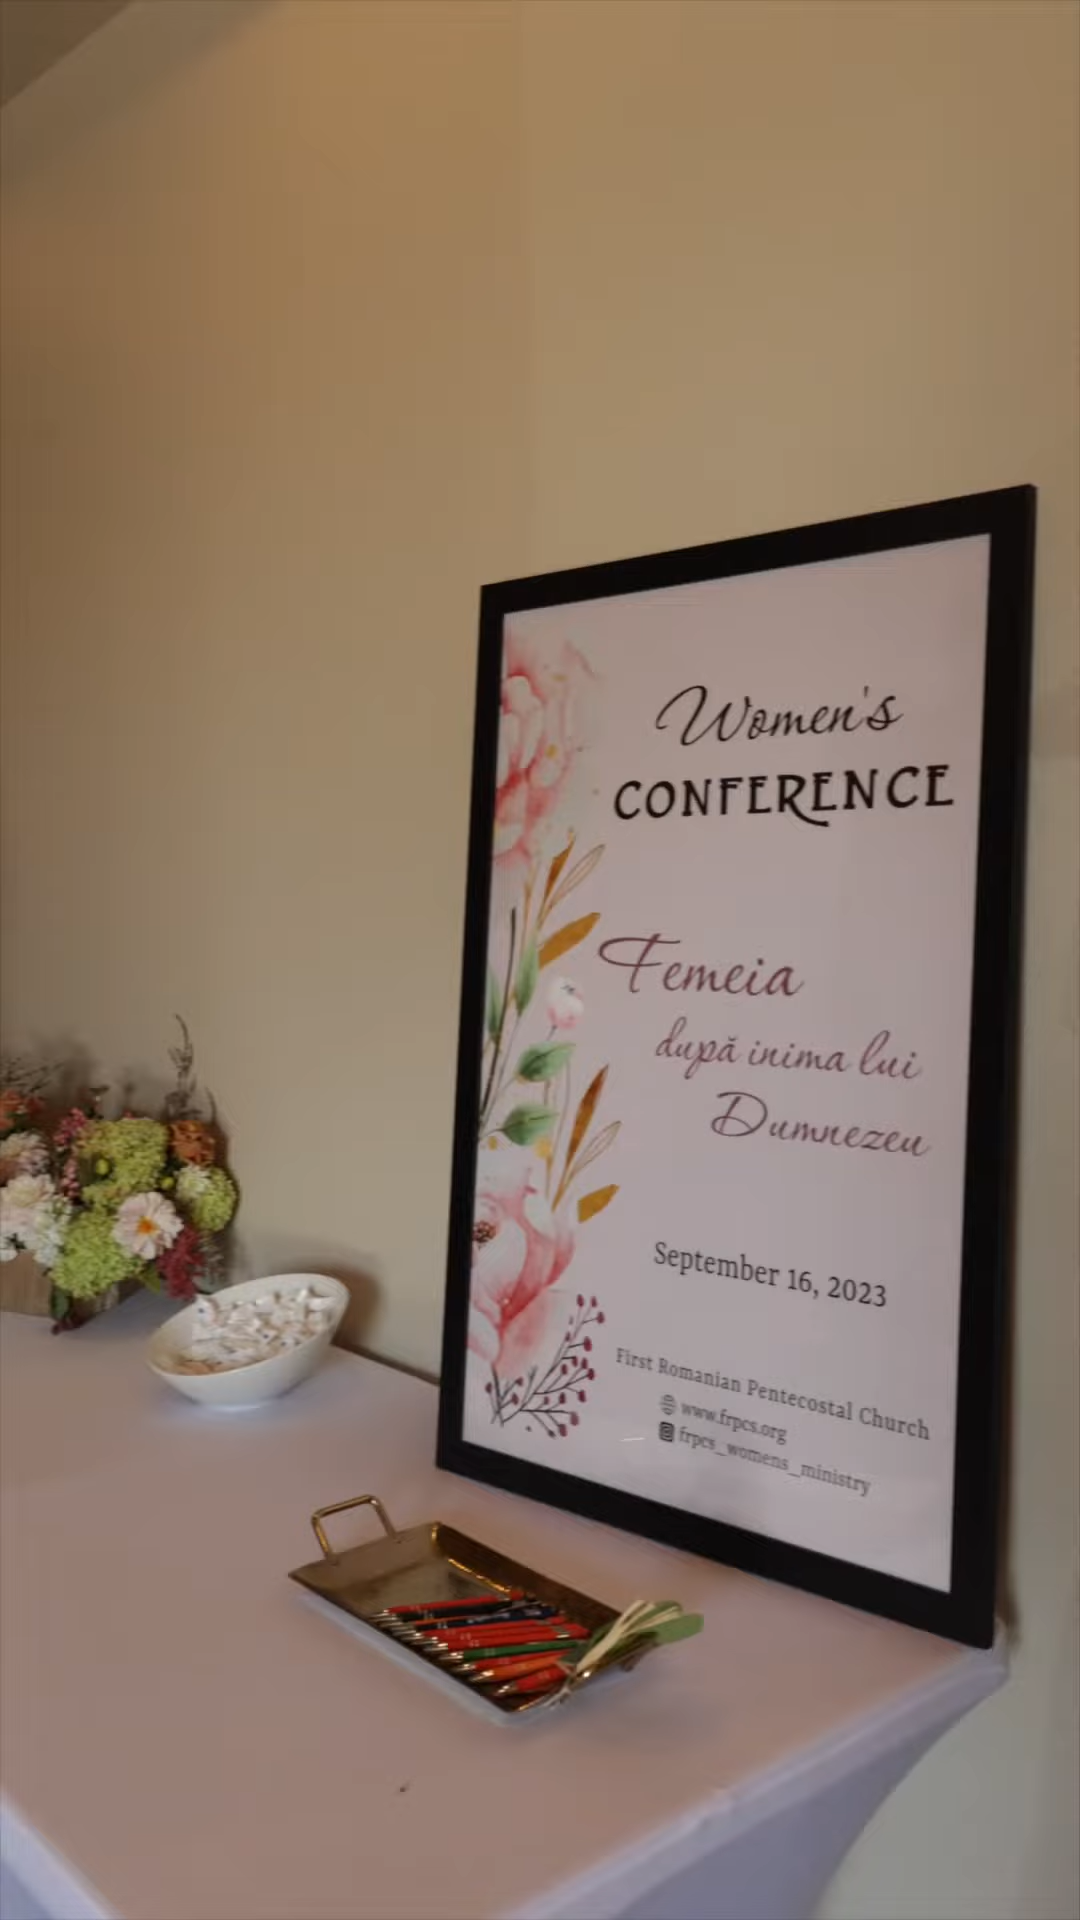 Women's
CONFERENCE
Femeia
după inima lui
Dumnezeu
September 16, 2023
First Romanian Pentecostal Church
www.frpcs.org
frpcs_womens_ministry